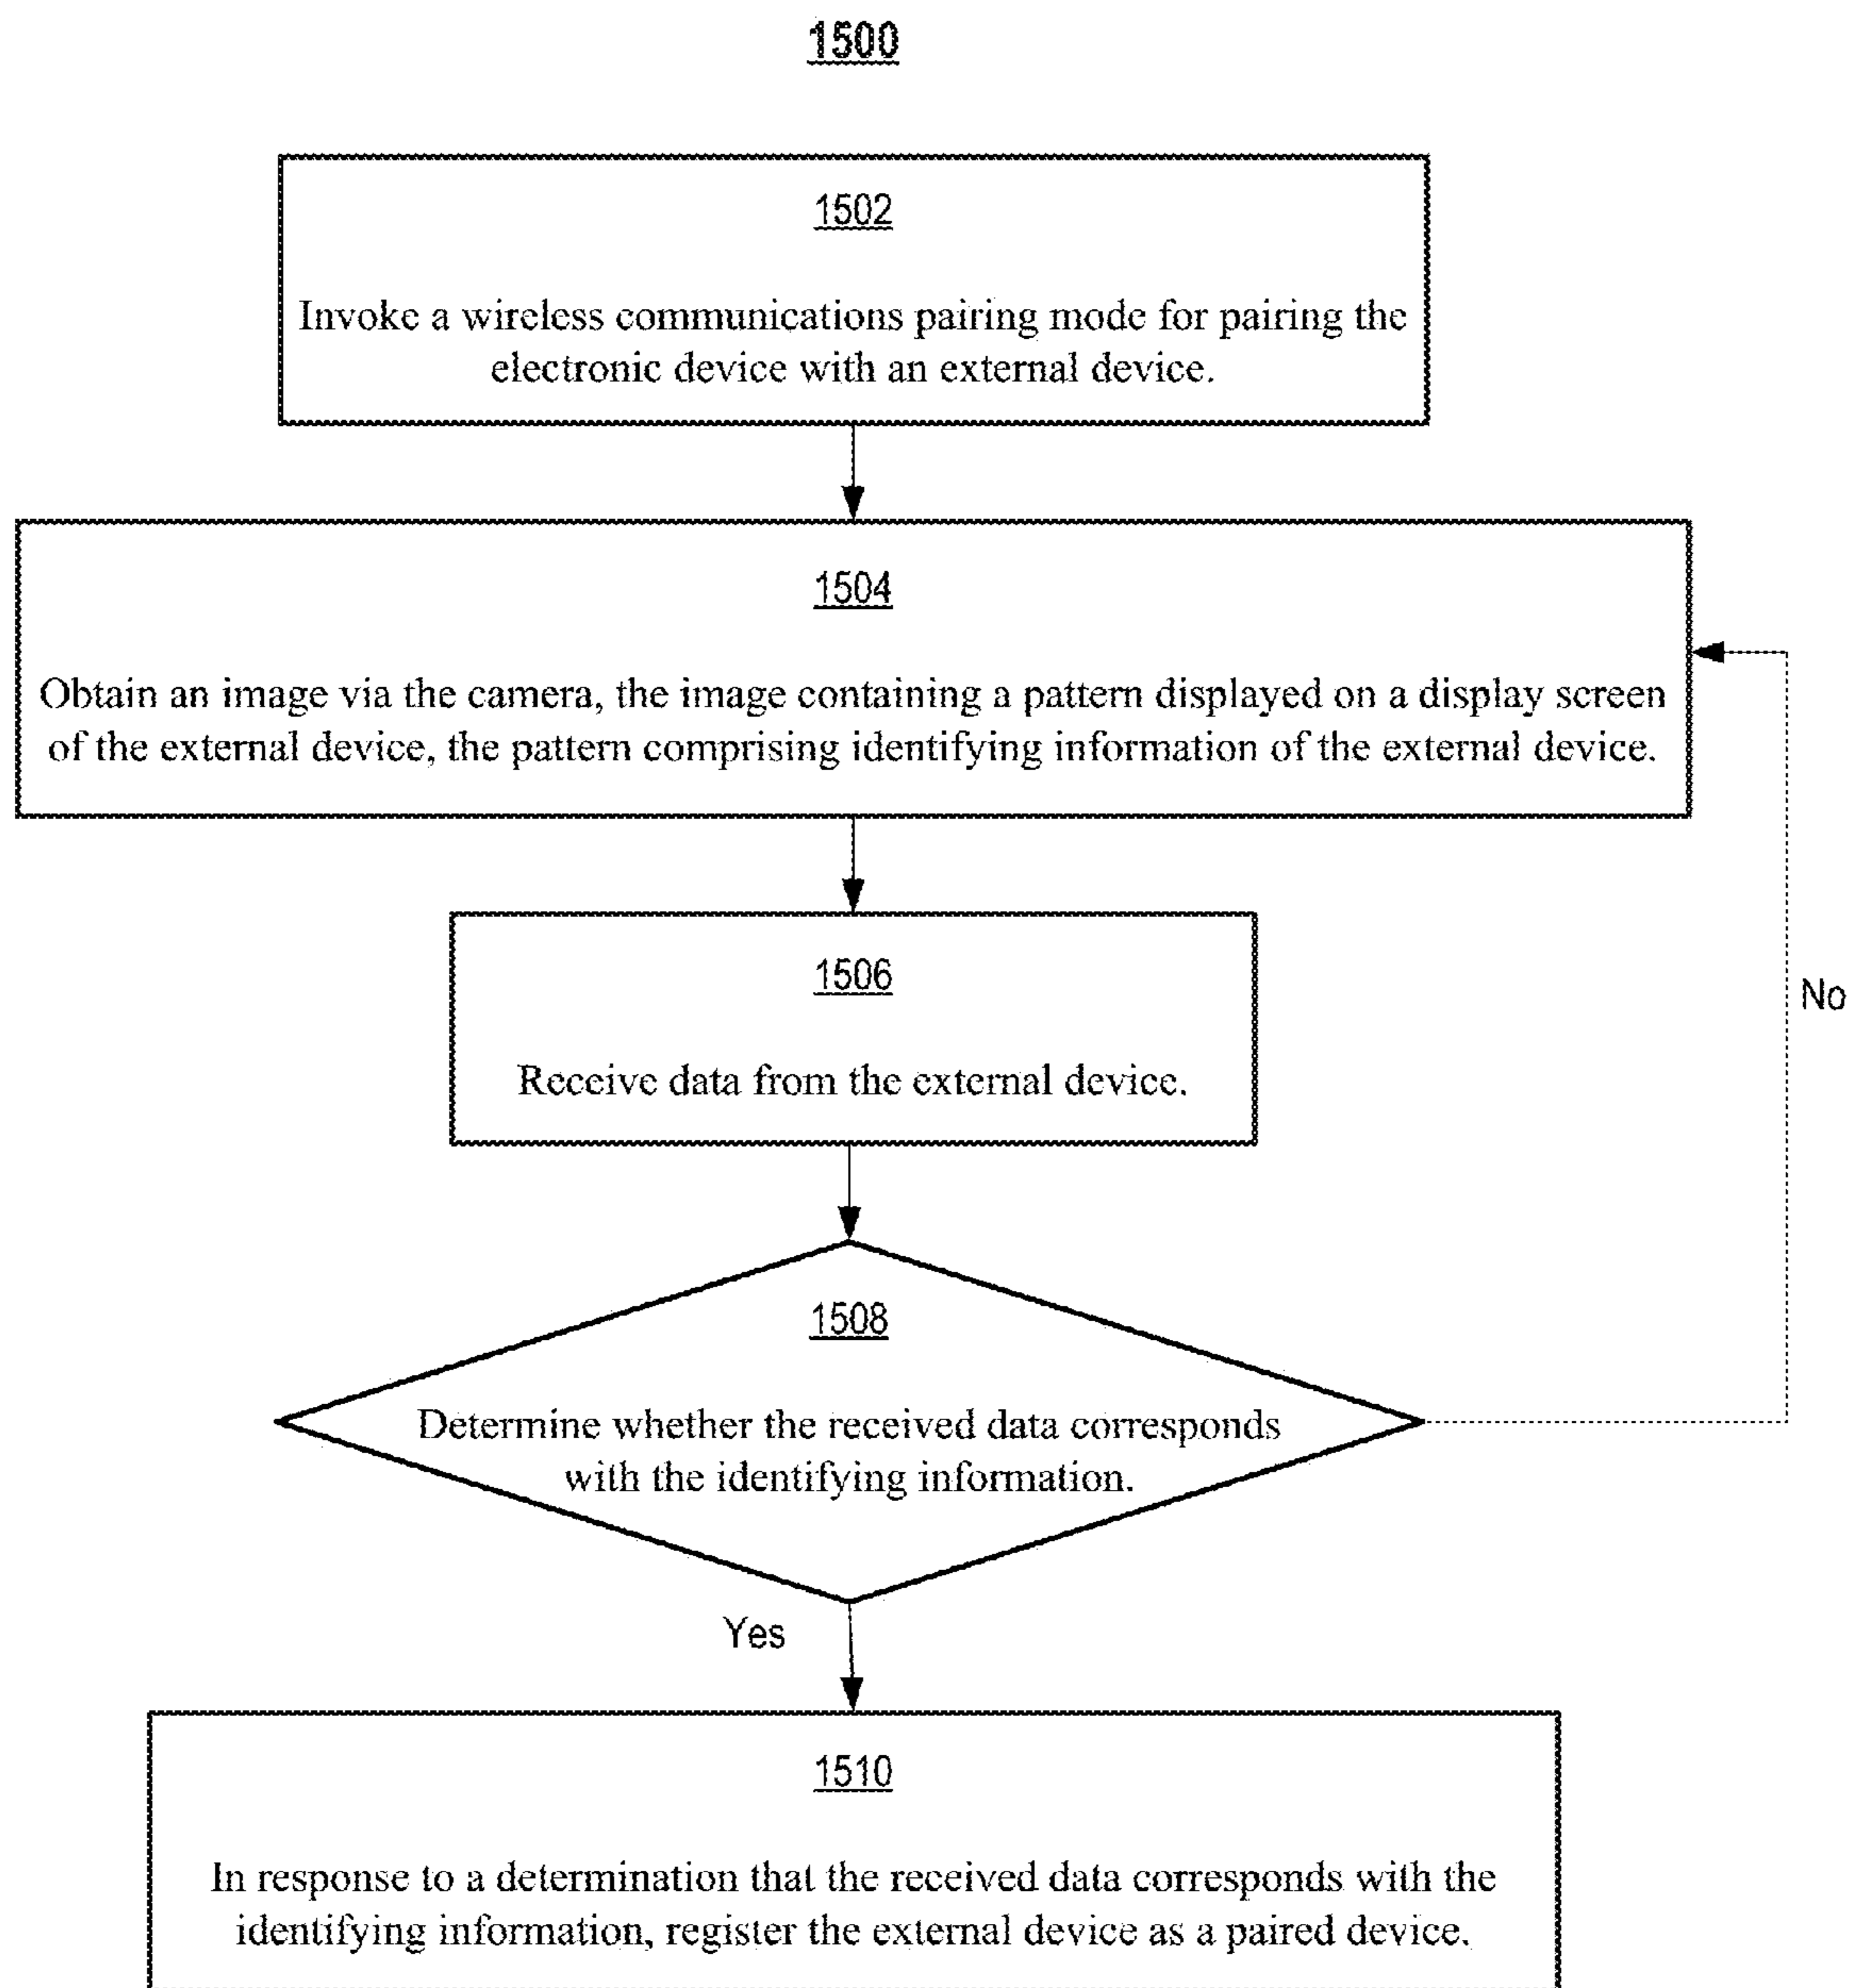 1500
1502
Invoke a wireless communications pairing mode for pairing the
electronic device with an external device.
1504
Obtain an image via the camera, the image containing a pattern displayed on a display screen
of the external device, the pattern comprising identifying information of the external device.
1506
Receive data from the external device.
No
1508
Determine whether the received data corresponds
with the identifying information.
Yes
1510
In response to a determination that the received data corresponds with the
identifying information, register the external device as a paired device.